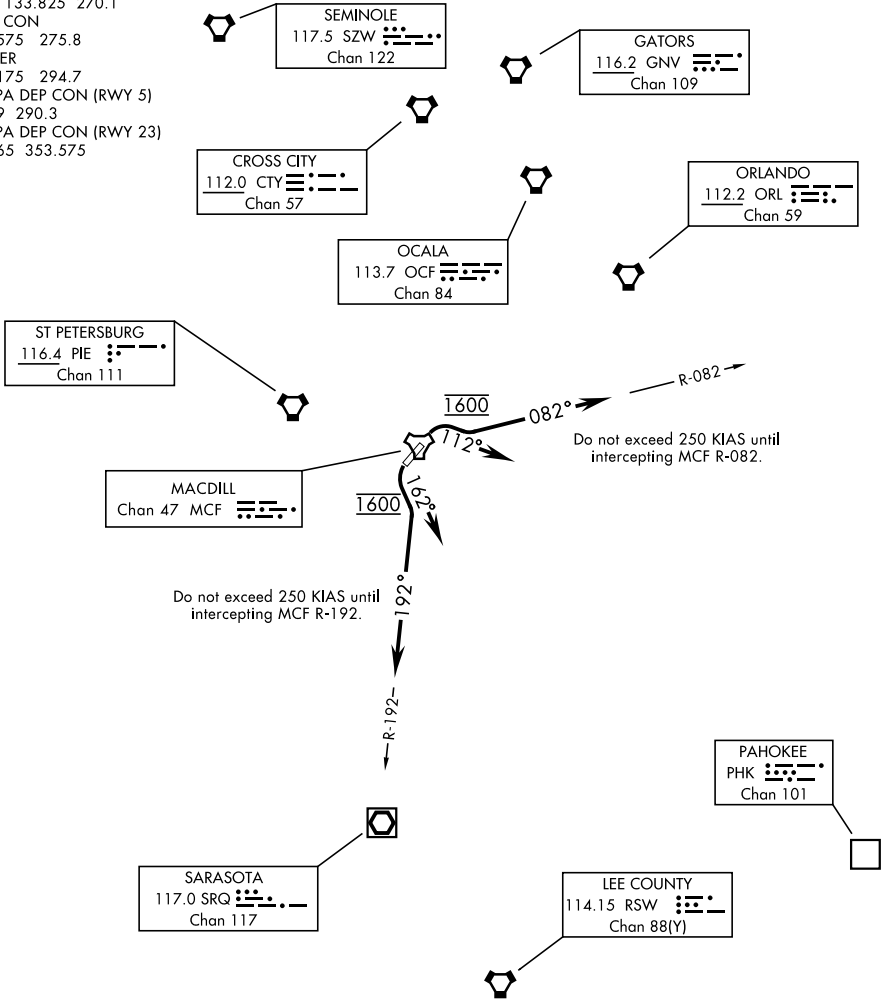 133.825 270.1
CON
575 275.8
ER
175 294.7
PA DEP CON (RWY 5)
9 290.3
PA DEP CON (RWY 23)
65 353.575
SEMINOLE
117.5 SZW
Chan 122
GATORS
116.2 GNV
Chan 109
CROSS CITY
112.0 CTY
Chan 57
ORLANDO
112.2 ORL
Chan 59
OCALA
113.7 OCF
Chan 84
ST PETERSBURG
116.4 PIE
Chan 111
R-082
1600
082°
112°
Do not exceed 250 KIAS until
intercepting MCF R-082.
MACDILL
Chan 47 MCF
1600
162°
Do not exceed 250 KIAS until
intercepting MCF R-192.
192°
R-192
PAHOKEE
PHK
Chan 101
SARASOTA
117.0 SRQ
Chan 117
LEE COUNTY
114.15 RSW
Chan 88(Y)